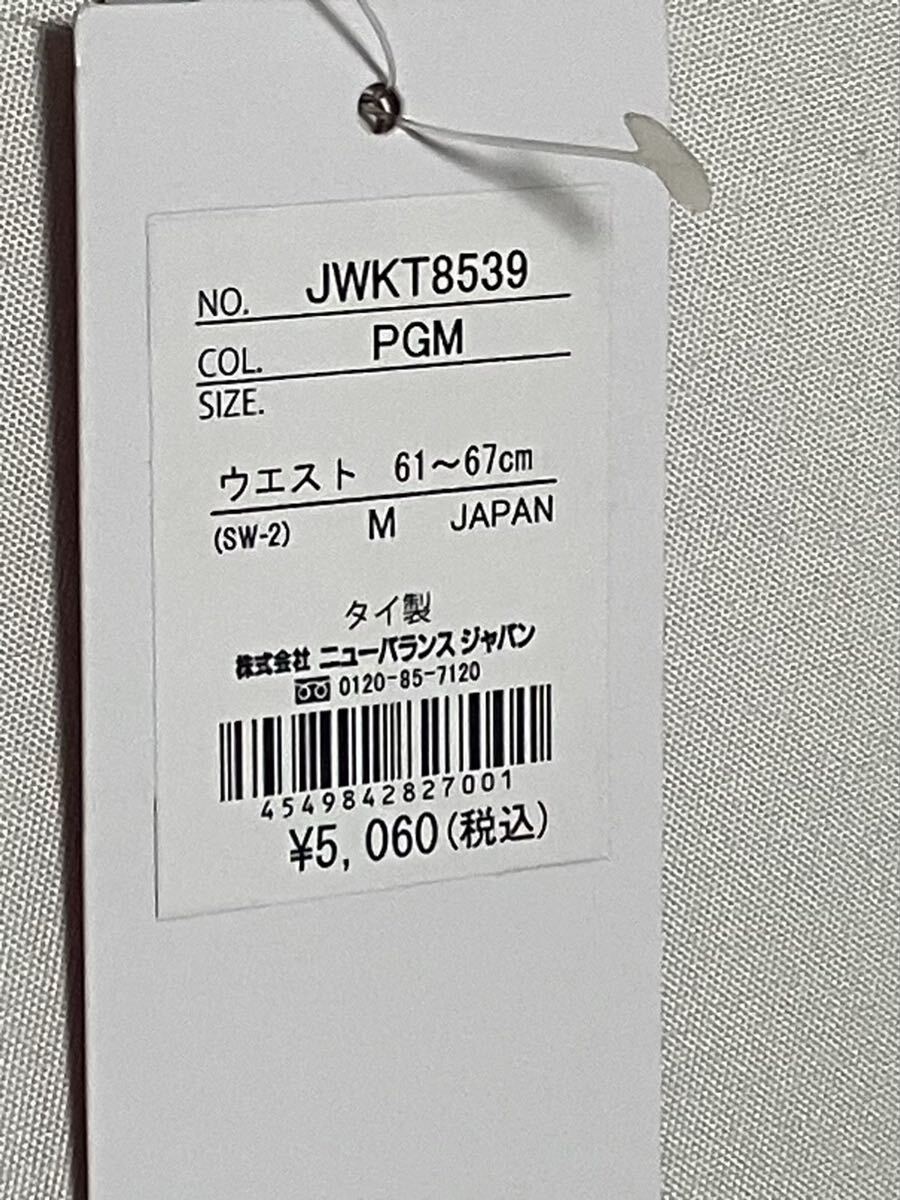 NO. JWKT8539
COL. PGM
SIZE.
ウエスト 61～67cm
(SW-2) M JAPAN
タイ製
株式会社 ニューバランス ジャパン
0120-85-7120
4549842827001
¥5,060(税込)